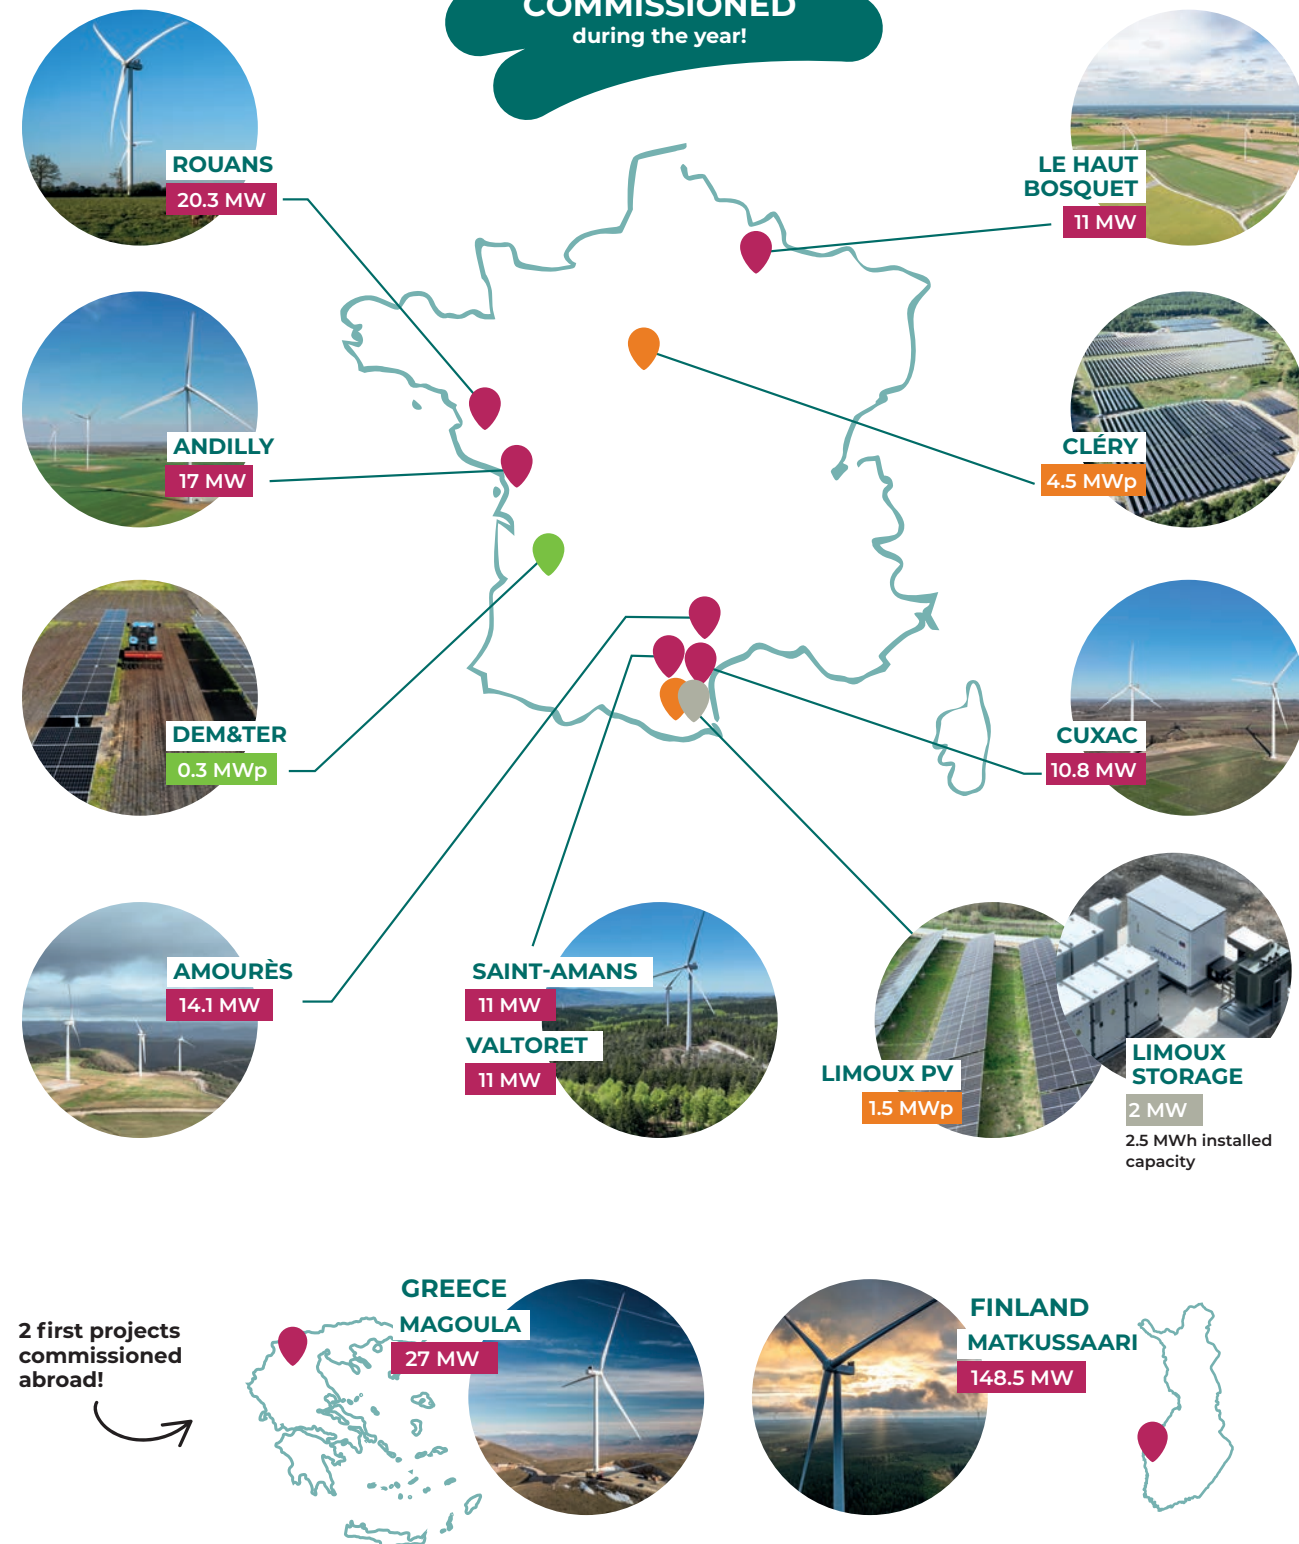 COMMISSIONED
during the year!
ROUANS
20.3 MW
LE HAUT
BOSQUET
11 MW
ANDILLY
17 MW
CLÉRY
4.5 MWp
DEM&TER
0.3 MWp
CUXAC
10.8 MW
AMOURÈS
14.1 MW
SAINT-AMANS
11 MW
VALTORET
11 MW
LIMOUX PV
1.5 MWp
LIMOUX
STORAGE
2 MW
2.5 MWh installed
capacity
2 first projects
commissioned
abroad!
GREECE
MAGOULA
27 MW
FINLAND
MATKUSSAARI
148.5 MW